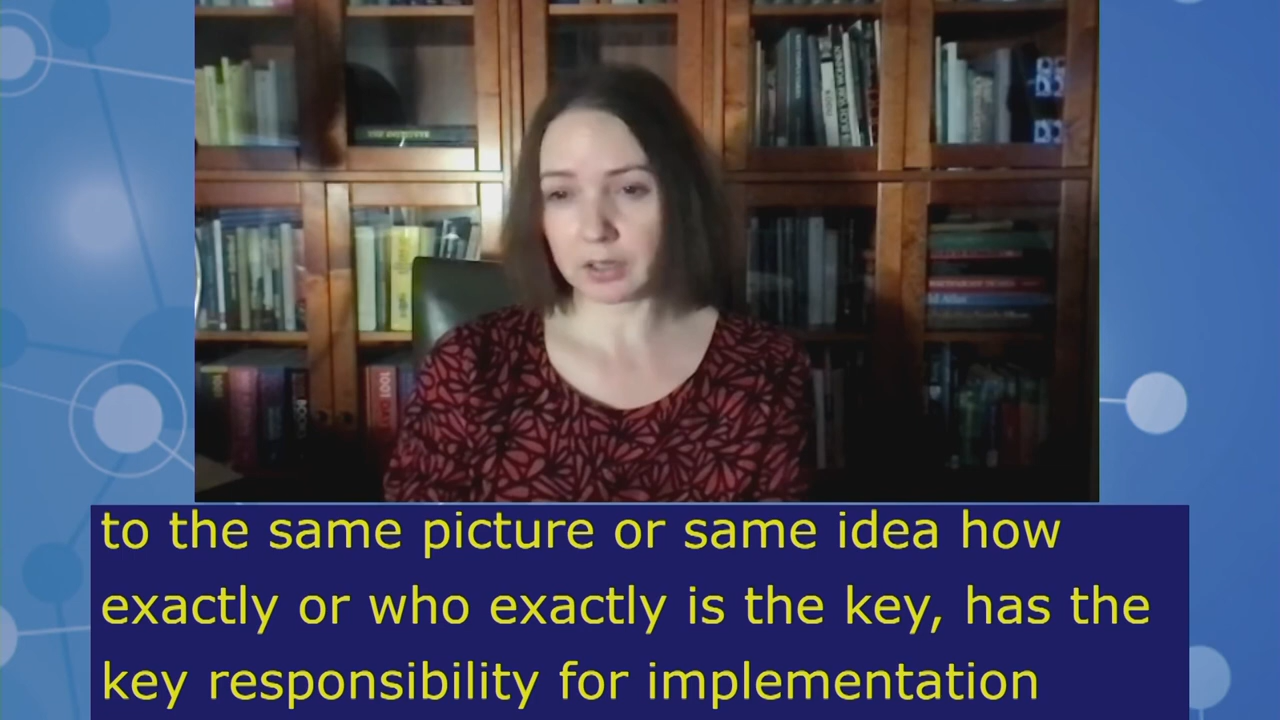 1001
to the same picture or same idea how
exactly or who exactly is the key, has the
key responsibility for implementation